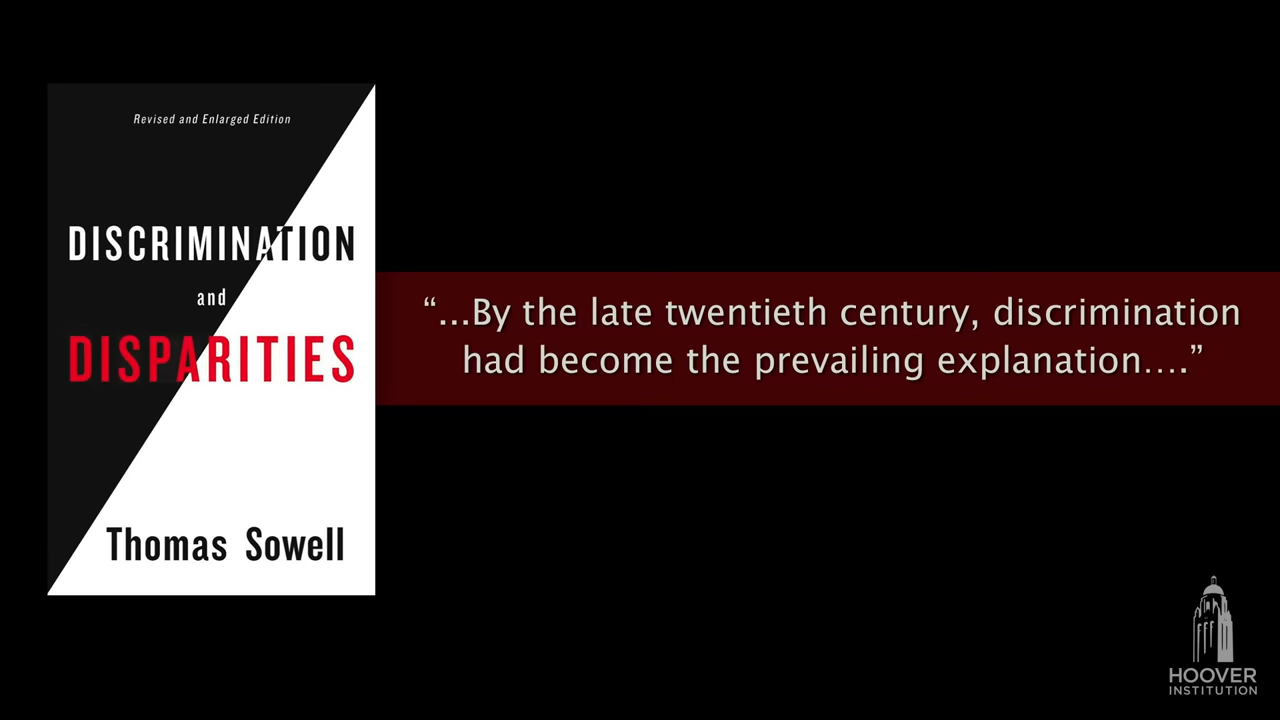 Revised and Enlarged Edition
DISCRIMINATION
and
DISPARITIES
Thomas Sowell
“...By the late twentieth century, discrimination
had become the prevailing explanation....”
HOOVER
INSTITUTION